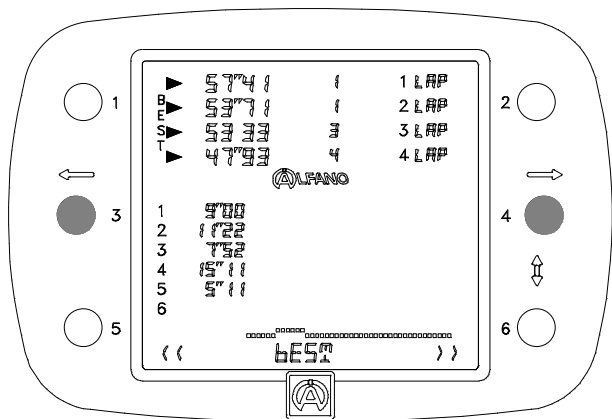 57"41 1 1 LAP
53"71 1 2 LAP
53 33 3 3 LAP
47"93 4 4 LAP
BEST
ALFANO
1 9"00
2 11"22
3 7"52
4 15"11
5 5"11
6
<< BEST >>
1
2
3
4
5
6